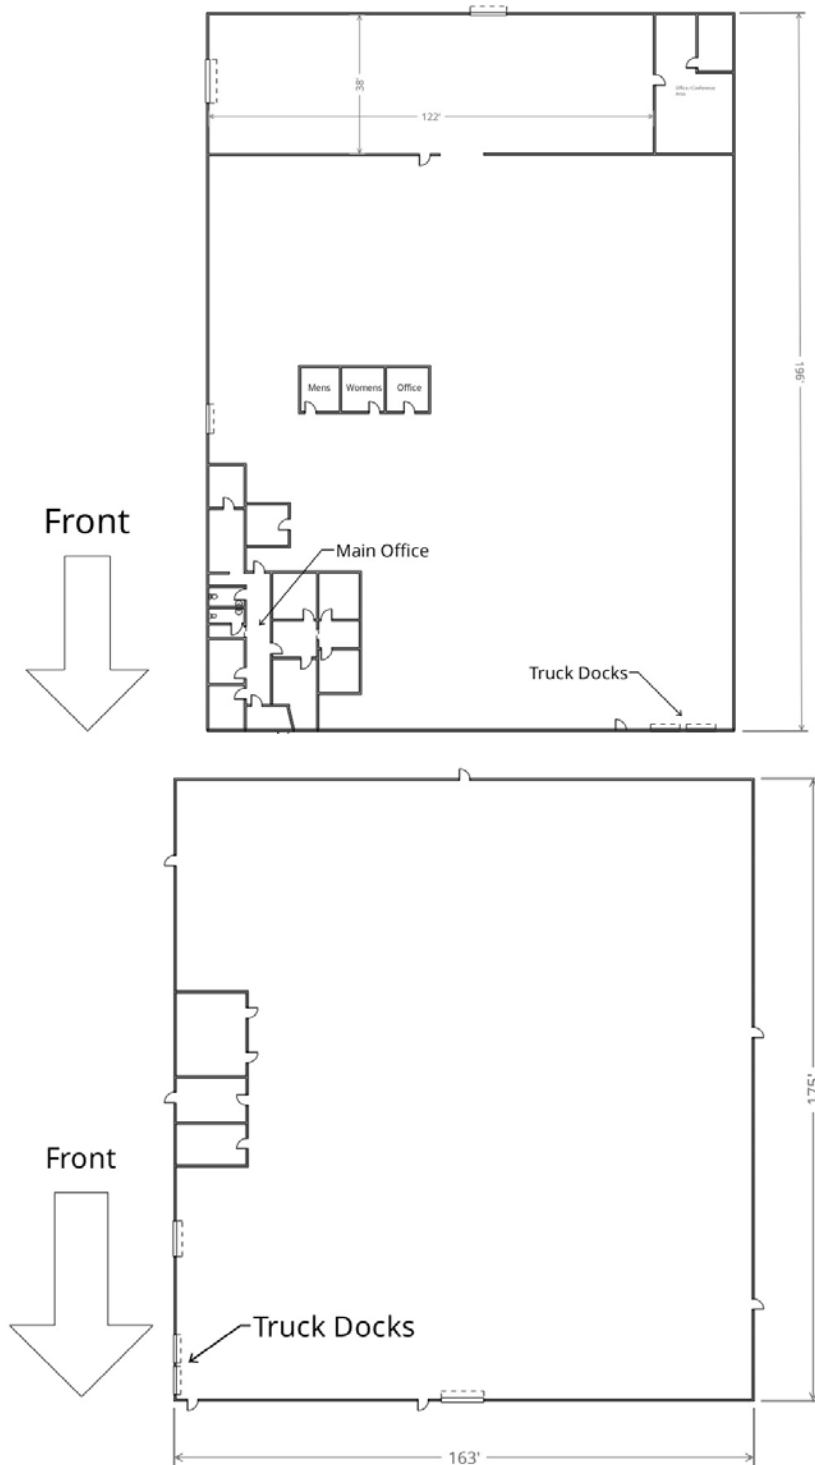 38'
Office /Conference
Area
122'
196'
Mens
Womens
Office
Front
Main Office
Truck Docks
175'
Front
Truck Docks
163'